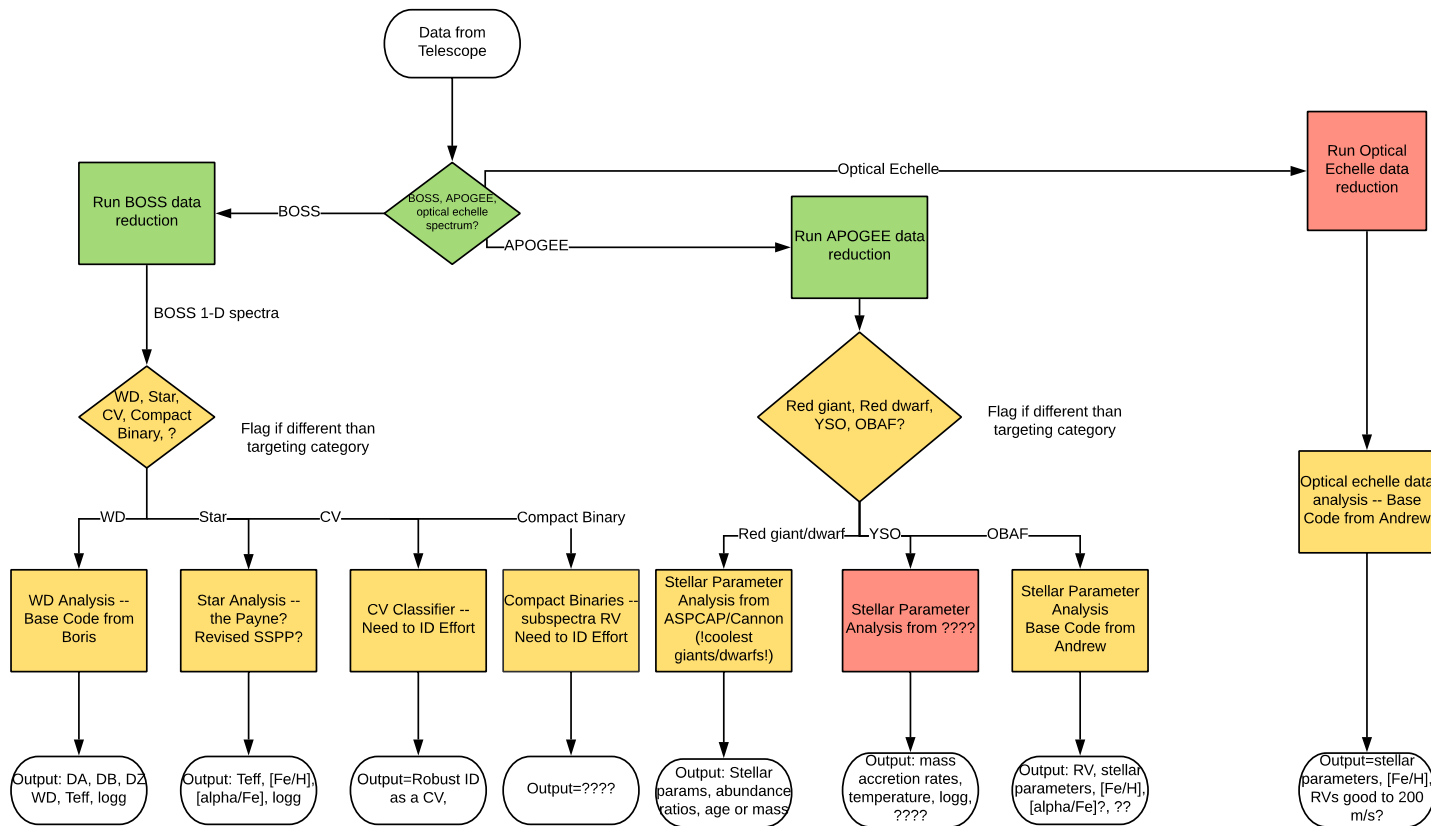 Data from
Telescope
Run Optical
Echelle data
reduction
Optical Echelle
BOSS, APOGEE,
optical echelle
spectrum?
Run BOSS data
reduction
BOSS
APOGEE
Run APOGEE data
reduction
BOSS 1-D spectra
WD, Star,
CV, Compact
Binary, ?
Flag if different than
targeting category
Red giant, Red dwarf,
YSO, OBAF?
Flag if different than
targeting category
Optical echelle data
analysis -- Base
Code from Andrew
WD
Star
CV
Compact Binary
Red giant/dwarf
YSO
OBAF
WD Analysis --
Base Code from
Boris
Star Analysis --
the Payne?
Revised SSPP?
CV Classifier --
Need to ID Effort
Compact Binaries --
subspectra RV
Need to ID Effort
Stellar Parameter
Analysis from
ASPCAP/Cannon
(!coolest
giants/dwarfs!)
Stellar Parameter
Analysis from ????
Stellar Parameter
Analysis
Base Code from
Andrew
Output: DA, DB, DZ
WD, Teff, logg
Output: Teff, [Fe/H],
[alpha/Fe], logg
Output=Robust ID
as a CV,
Output=????
Output: Stellar
params, abundance
ratios, age or mass
Output: mass
accretion rates,
temperature, logg,
????
Output: RV, stellar
parameters, [Fe/H],
[alpha/Fe]?, ??
Output=stellar
parameters, [Fe/H],
RVs good to 200
m/s?